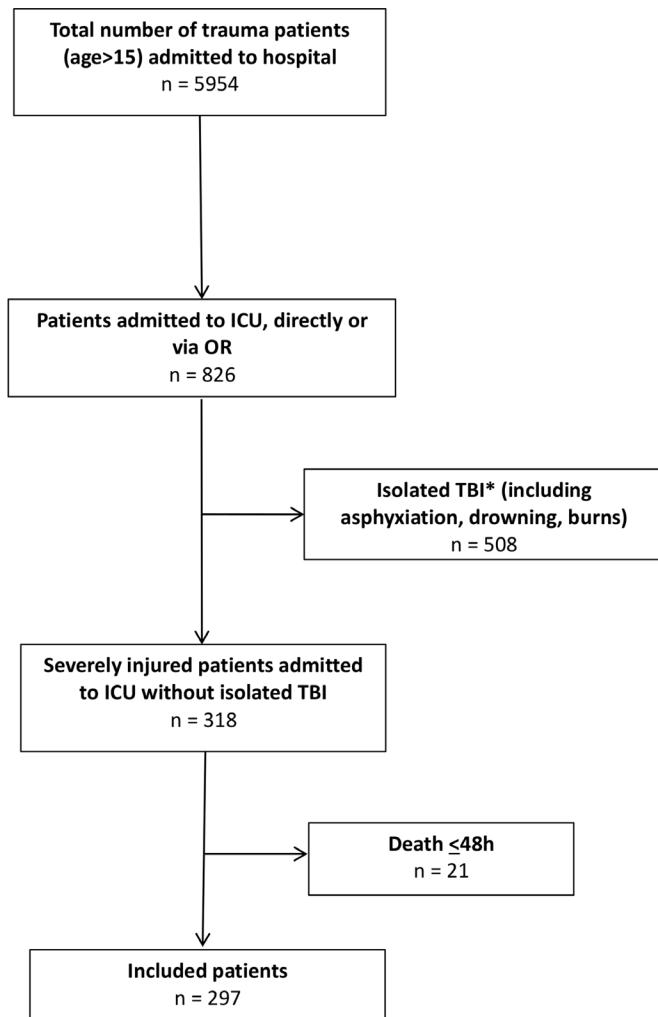 Total number of trauma patients
(age>15) admitted to hospital
n = 5954
Patients admitted to ICU, directly or
via OR
n = 826
Isolated TBI* (including
asphyxiation, drowning, burns)
n = 508
Severely injured patients admitted
to ICU without isolated TBI
n = 318
Death ≤48h
n = 21
Included patients
n = 297